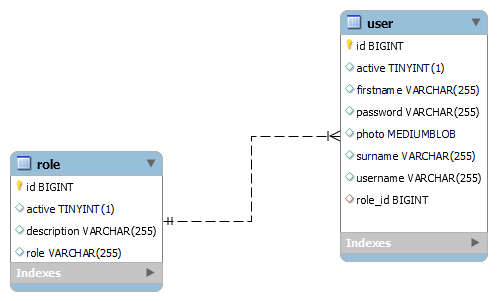 user
id BIGINT
active TINYINT(1)
firstname VARCHAR(255)
password VARCHAR(255)
photo MEDIUMBLOB
surname VARCHAR(255)
username VARCHAR(255)
role_id BIGINT
Indexes
role
id BIGINT
active TINYINT(1)
description VARCHAR(255)
role VARCHAR(255)
Indexes